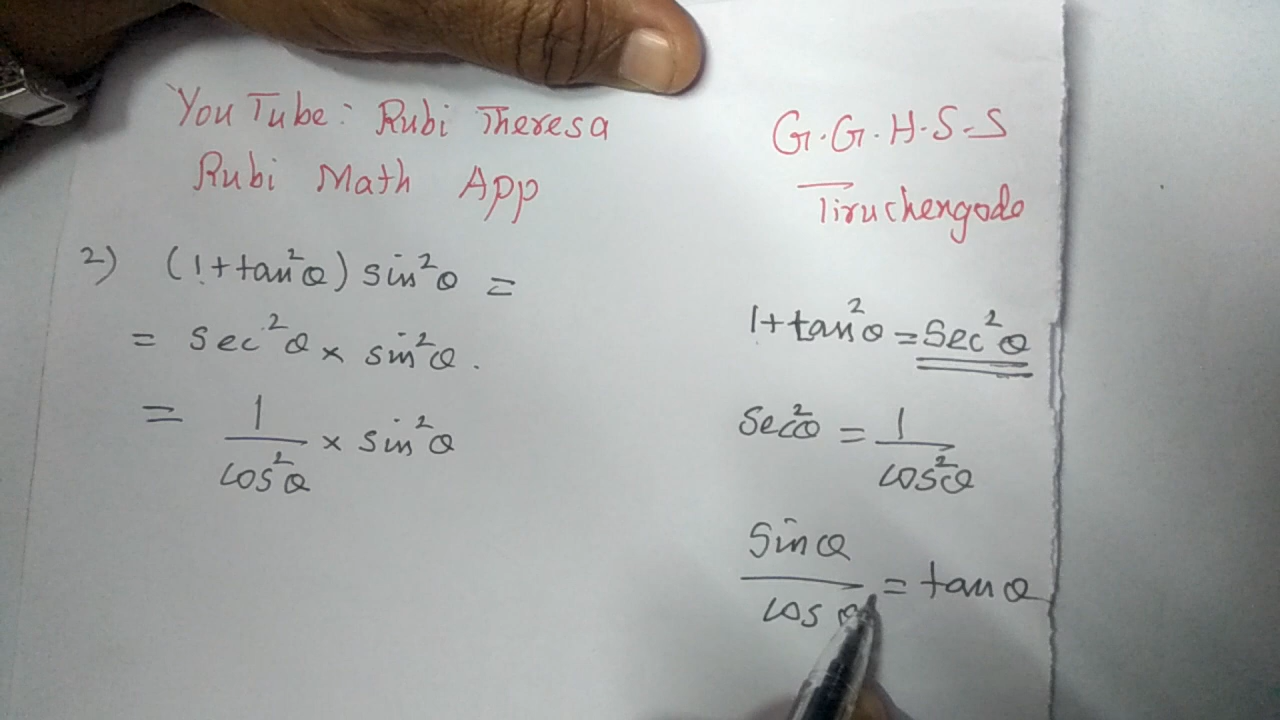 YouTube: Rubi Theresa
Rubi Math App
G.G.H.S.S
Tiruchengode
2) (1+tan²θ) sin²θ =
= sec²θ × sin²θ.
= 1/cos²θ × sin²θ
1+tan²θ = sec²θ
sec²θ = 1/cos²θ
sinθ/cosθ = tanθ